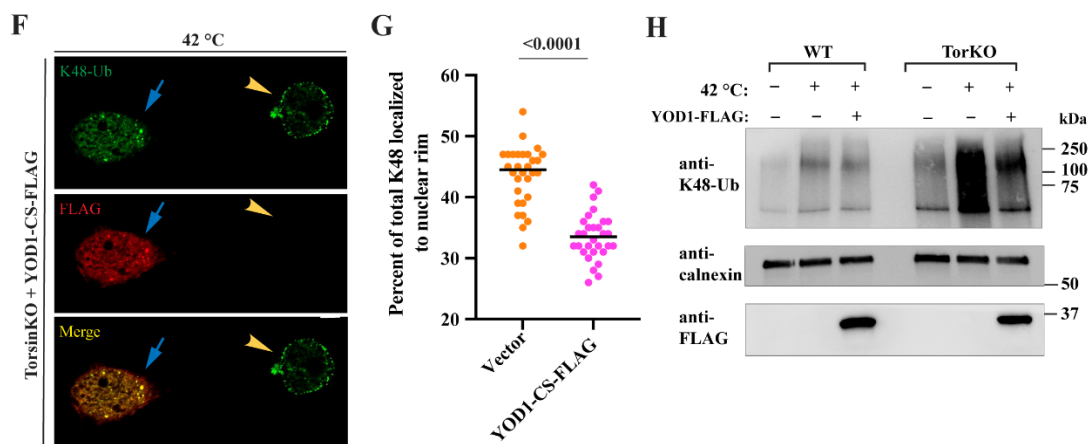 F
42 °C
TorsinKO + YOD1-CS-FLAG
K48-Ub
FLAG
Merge
G
<0.0001
Percent of total K48 localized
to nuclear rim
60
50
40
30
20
Vector
YOD1-CS-FLAG
H
WT TorKO
42 °C: – + + – + +
YOD1-FLAG: – – + – – + kDa
anti-
K48-Ub
250
100
75
anti-
calnexin
50
37
anti-
FLAG